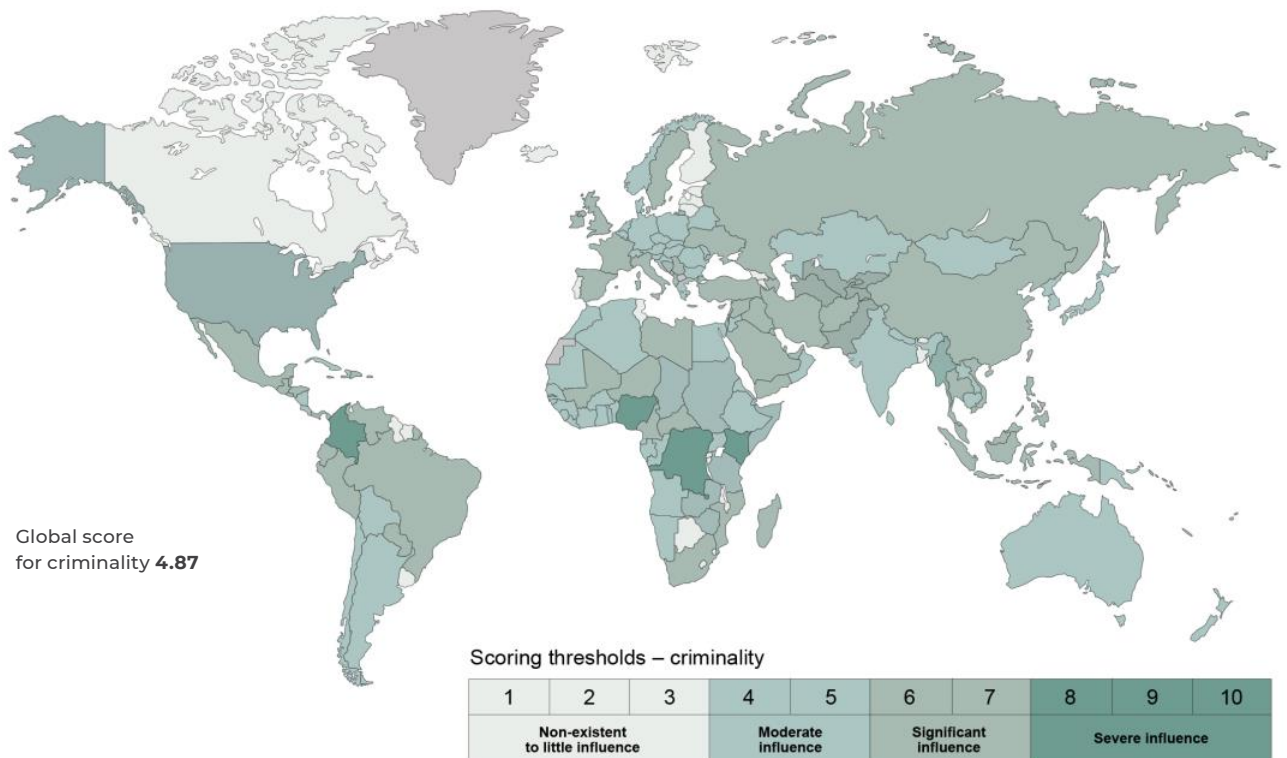 Global score
for criminality 4.87
Scoring thresholds – criminality
1 2 3 4 5 6 7 8 9 10
Non-existent to little influence Moderate influence Significant influence Severe influence